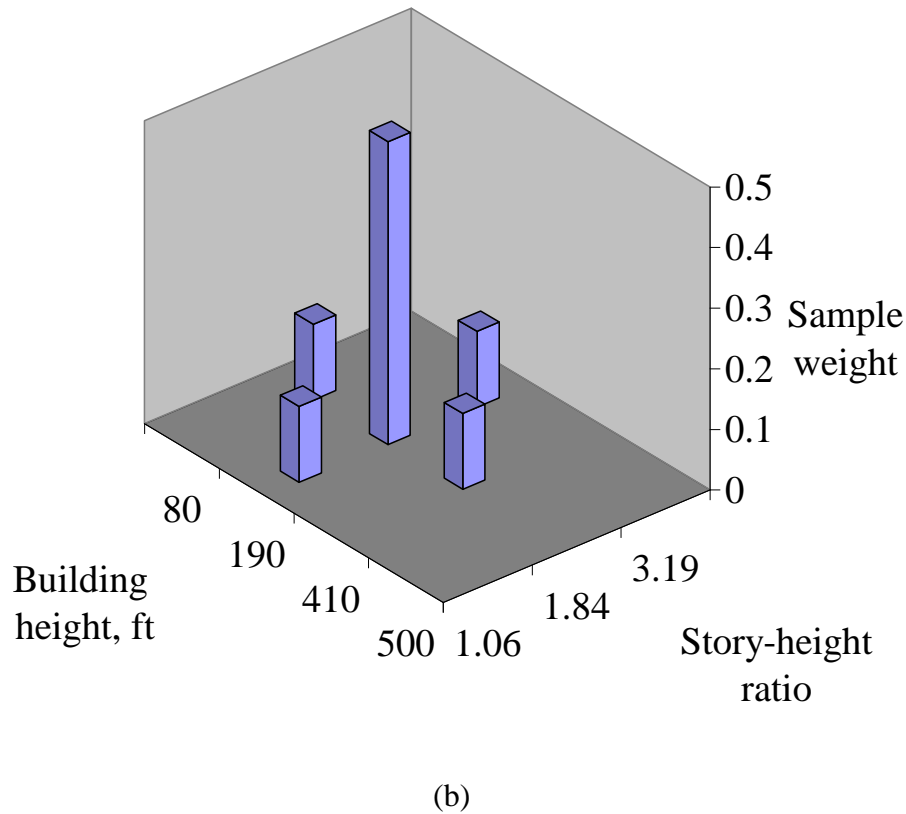 0.5
0.4
0.3
Sample
weight
0.2
0.1
0
80
190
410
500
Building
height, ft
1.06
1.84
3.19
Story-height
ratio
(b)